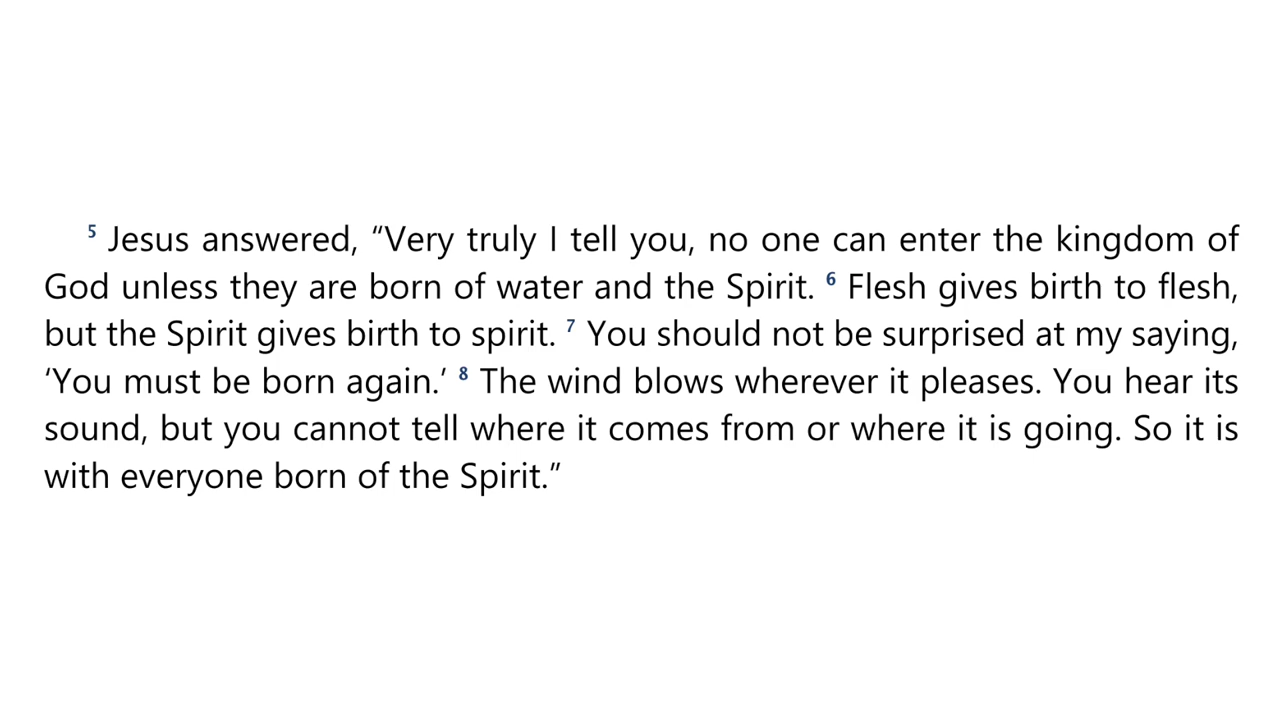 5 Jesus answered, “Very truly I tell you, no one can enter the kingdom of
God unless they are born of water and the Spirit. 6 Flesh gives birth to flesh,
but the Spirit gives birth to spirit. 7 You should not be surprised at my saying,
‘You must be born again.’ 8 The wind blows wherever it pleases. You hear its
sound, but you cannot tell where it comes from or where it is going. So it is
with everyone born of the Spirit.”